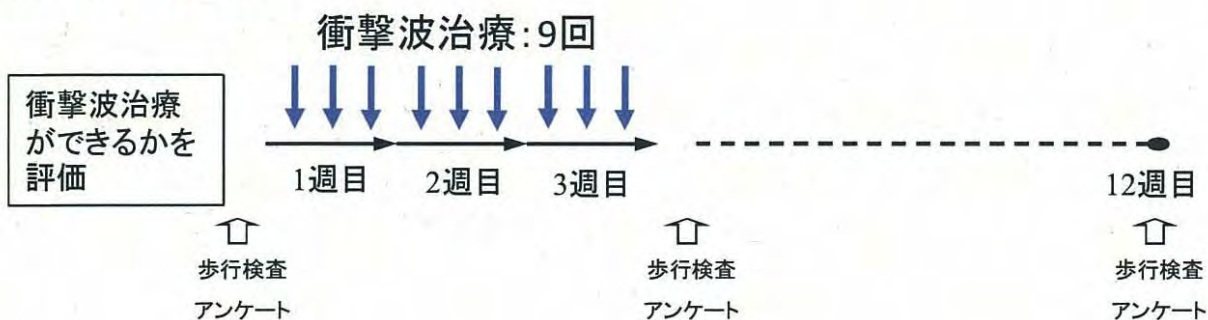 衝撃波治療:9回
衝撃波治療
ができるかを
評価
1週目
2週目
3週目
12週目
歩行検査
アンケート
歩行検査
アンケート
歩行検査
アンケート